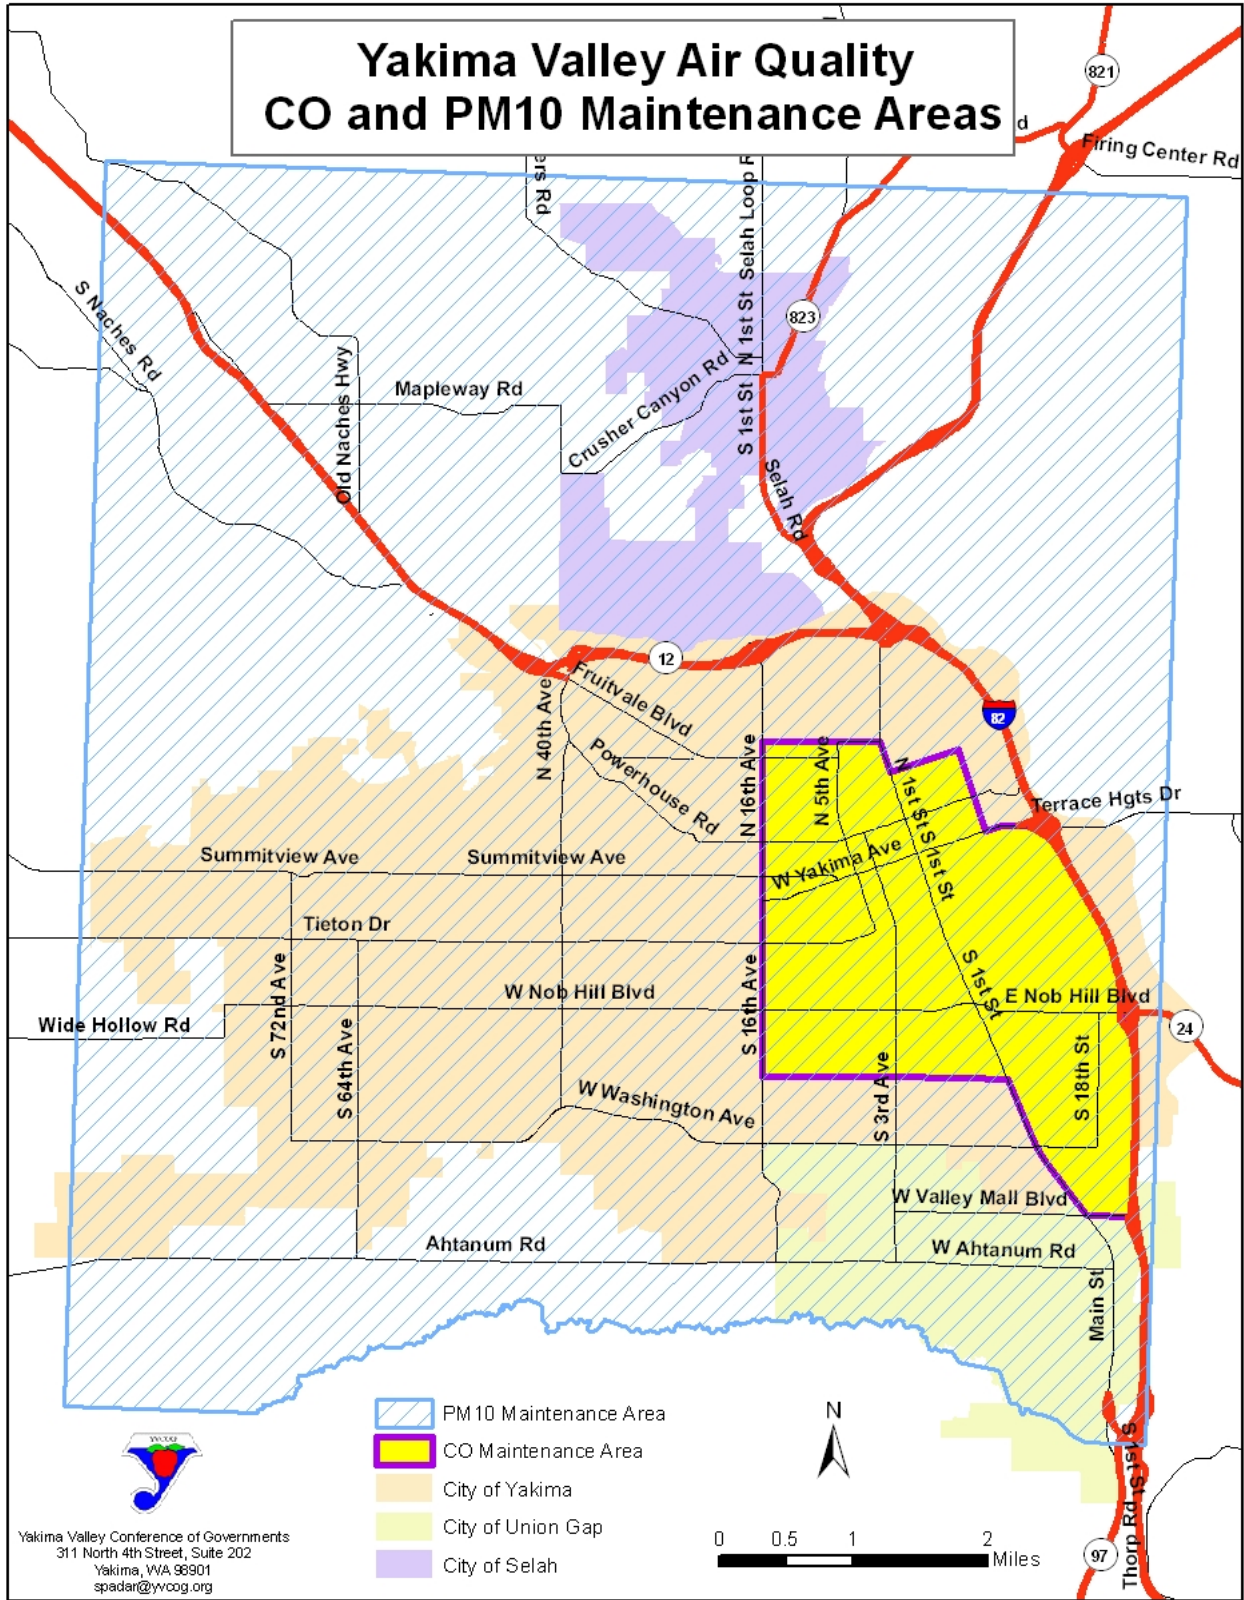 Yakima Valley Air Quality
CO and PM10 Maintenance Areas
821
d
Firing Center Rd
ers Rd
Selah Loop R
N 1st St
823
S Naches Rd
Old Naches Hwy
Mapleway Rd
Crusher Canyon Rd
S 1st St
Selah Rd
12
Fruitvale Blvd
N 40th Ave
Powerhouse Rd
82
N 16th Ave
N 5th Ave
N 1st St
S 1st St
Terrace Hgts Dr
W Yakima Ave
Summitview Ave
Summitview Ave
Tieton Dr
S 72nd Ave
W Nob Hill Blvd
S 16th Ave
S 1st St
E Nob Hill Blvd
Wide Hollow Rd
24
S 64th Ave
S 3rd Ave
S 18th St
W Washington Ave
W Valley Mall Blvd
Ahtanum Rd
W Ahtanum Rd
Main St
S 1st St
Thorp Rd
97
PM10 Maintenance Area
CO Maintenance Area
City of Yakima
City of Union Gap
City of Selah
N
0 0.5 1 2
Miles
YVCOG
Yakima Valley Conference of Governments
311 North 4th Street, Suite 202
Yakima, WA 98901
spadar@yvcog.org